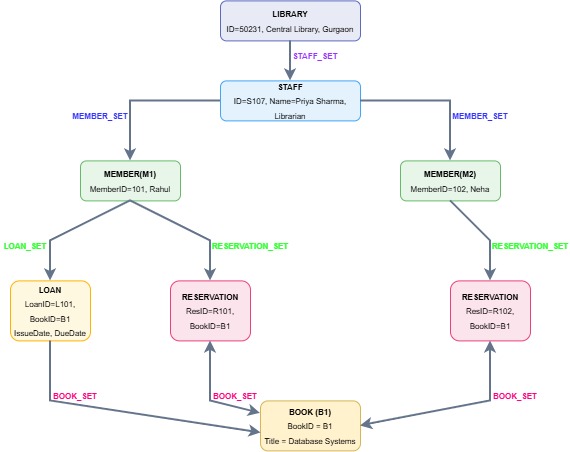 LIBRARY
ID=50231, Central Library, Gurgaon
STAFF_SET
STAFF
ID=S107, Name=Priya Sharma,
Librarian
MEMBER_SET
MEMBER_SET
MEMBER(M1)
MemberID=101, Rahul
MEMBER(M2)
MemberID=102, Neha
LOAN_SET
RESERVATION_SET
RESERVATION_SET
LOAN
LoanID=L101,
BookID=B1
IssueDate, DueDate
RESERVATION
ResID=R101,
BookID=B1
RESERVATION
ResID=R102,
BookID=B1
BOOK_SET
BOOK_SET
BOOK_SET
BOOK (B1)
BookID = B1
Title = Database Systems